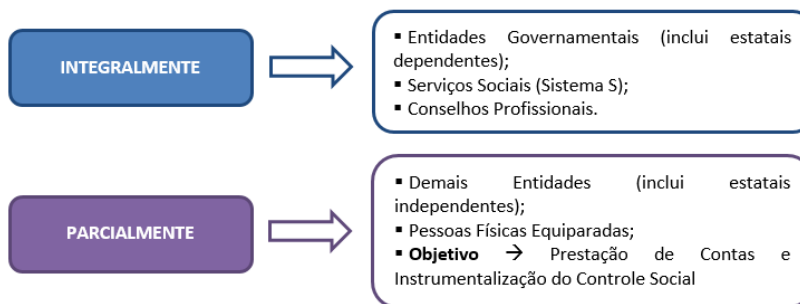 INTEGRALMENTE
▪ Entidades Governamentais (inclui estatais
dependentes);
▪ Serviços Sociais (Sistema S);
▪ Conselhos Profissionais.
PARCIALMENTE
▪ Demais Entidades (inclui estatais
independentes);
▪ Pessoas Físicas Equiparadas;
▪ Objetivo → Prestação de Contas e
Instrumentalização do Controle Social